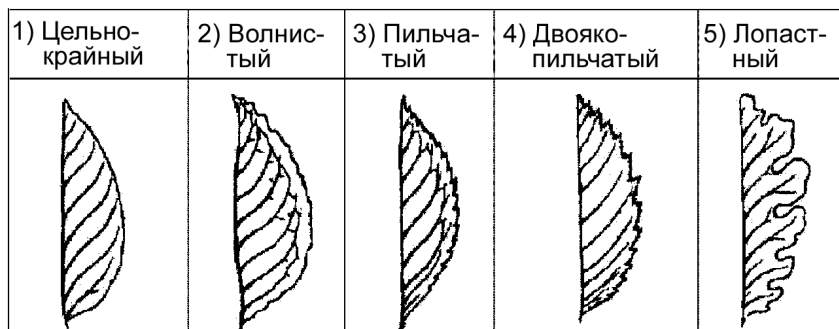 1) Цельно-
крайный
2) Волнис-
тый
3) Пильча-
тый
4) Двояко-
пильчатый
5) Лопаст-
ный